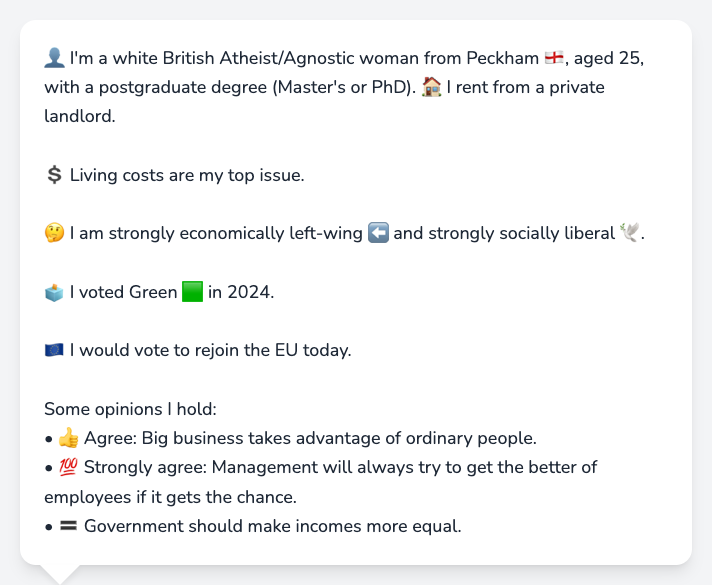 👤 I'm a white British Atheist/Agnostic woman from Peckham 🏴󠁧󠁢󠁥󠁮󠁧󠁿, aged 25,
with a postgraduate degree (Master's or PhD). 🏠 I rent from a private
landlord.
💲 Living costs are my top issue.
🤔 I am strongly economically left-wing ⬅️ and strongly socially liberal 🕊️.
🗳️ I voted Green 🟩 in 2024.
🇪🇺 I would vote to rejoin the EU today.
Some opinions I hold:
• 👍 Agree: Big business takes advantage of ordinary people.
• 💯 Strongly agree: Management will always try to get the better of
employees if it gets the chance.
• 🟰 Government should make incomes more equal.